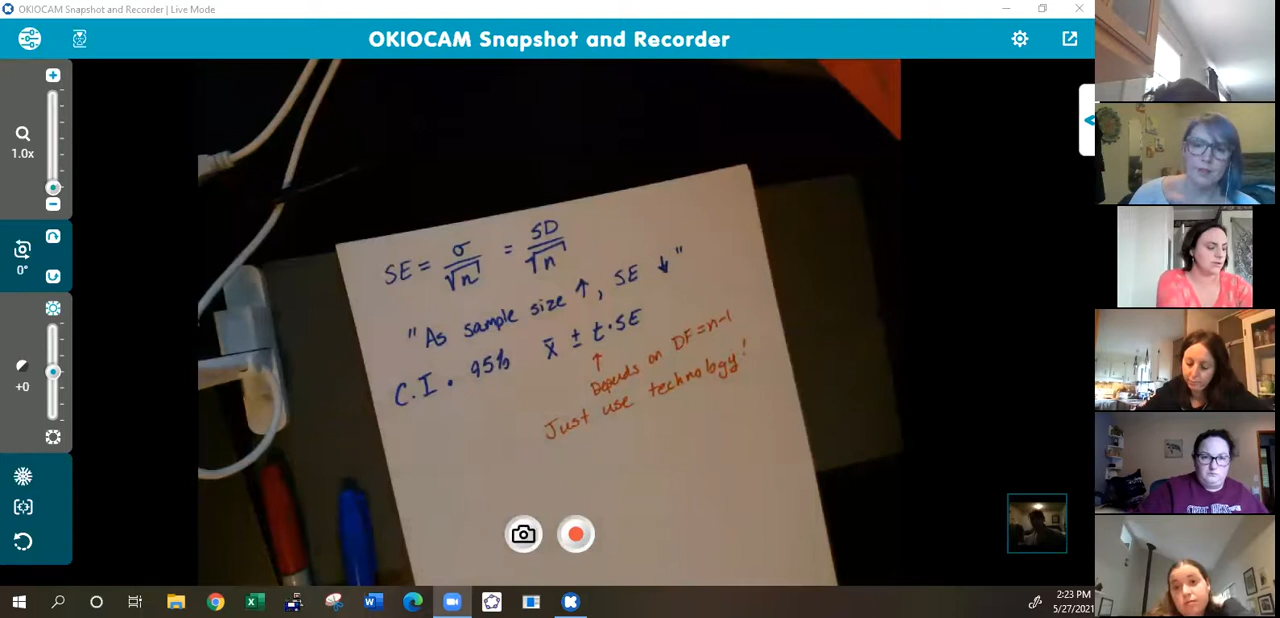 OKIOCAM Snapshot and Recorder | Live Mode
OKIOCAM Snapshot and Recorder
1.0x
0°
+0
SE = σ/√n = SD/√n
"As sample size ↑, SE ↓"
C.I. 95% x̄ ± t·SE
↑
Depends on DF=n-1
Just use technology!
2:23 PM
5/27/2021